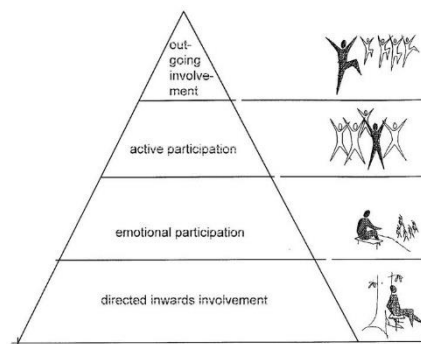 out-
going
involve-
ment
active participation
emotional participation
directed inwards involvement